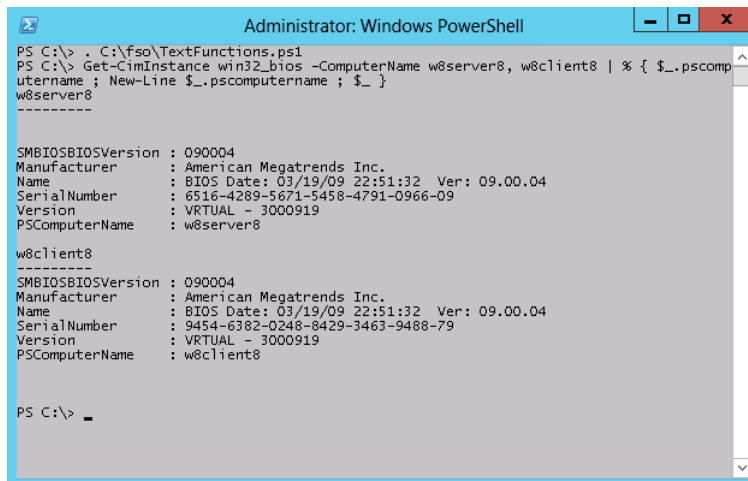 Administrator: Windows PowerShell
PS C:\> . C:\fso\TextFunctions.ps1
PS C:\> Get-CimInstance win32_bios -ComputerName w8server8, w8client8 | % { $_.pscomp
utername ; New-Line $_.pscomputername ; $_ }
w8server8
---------
SMBIOSBIOSVersion : 090004
Manufacturer      : American Megatrends Inc.
Name              : BIOS Date: 03/19/09 22:51:32  Ver: 09.00.04
SerialNumber      : 6516-4289-5671-5458-4791-0966-09
Version           : VRTUAL - 3000919
PSComputerName    : w8server8
w8client8
---------
SMBIOSBIOSVersion : 090004
Manufacturer      : American Megatrends Inc.
Name              : BIOS Date: 03/19/09 22:51:32  Ver: 09.00.04
SerialNumber      : 9454-6382-0248-8429-3463-9488-79
Version           : VRTUAL - 3000919
PSComputerName    : w8client8
PS C:\> _